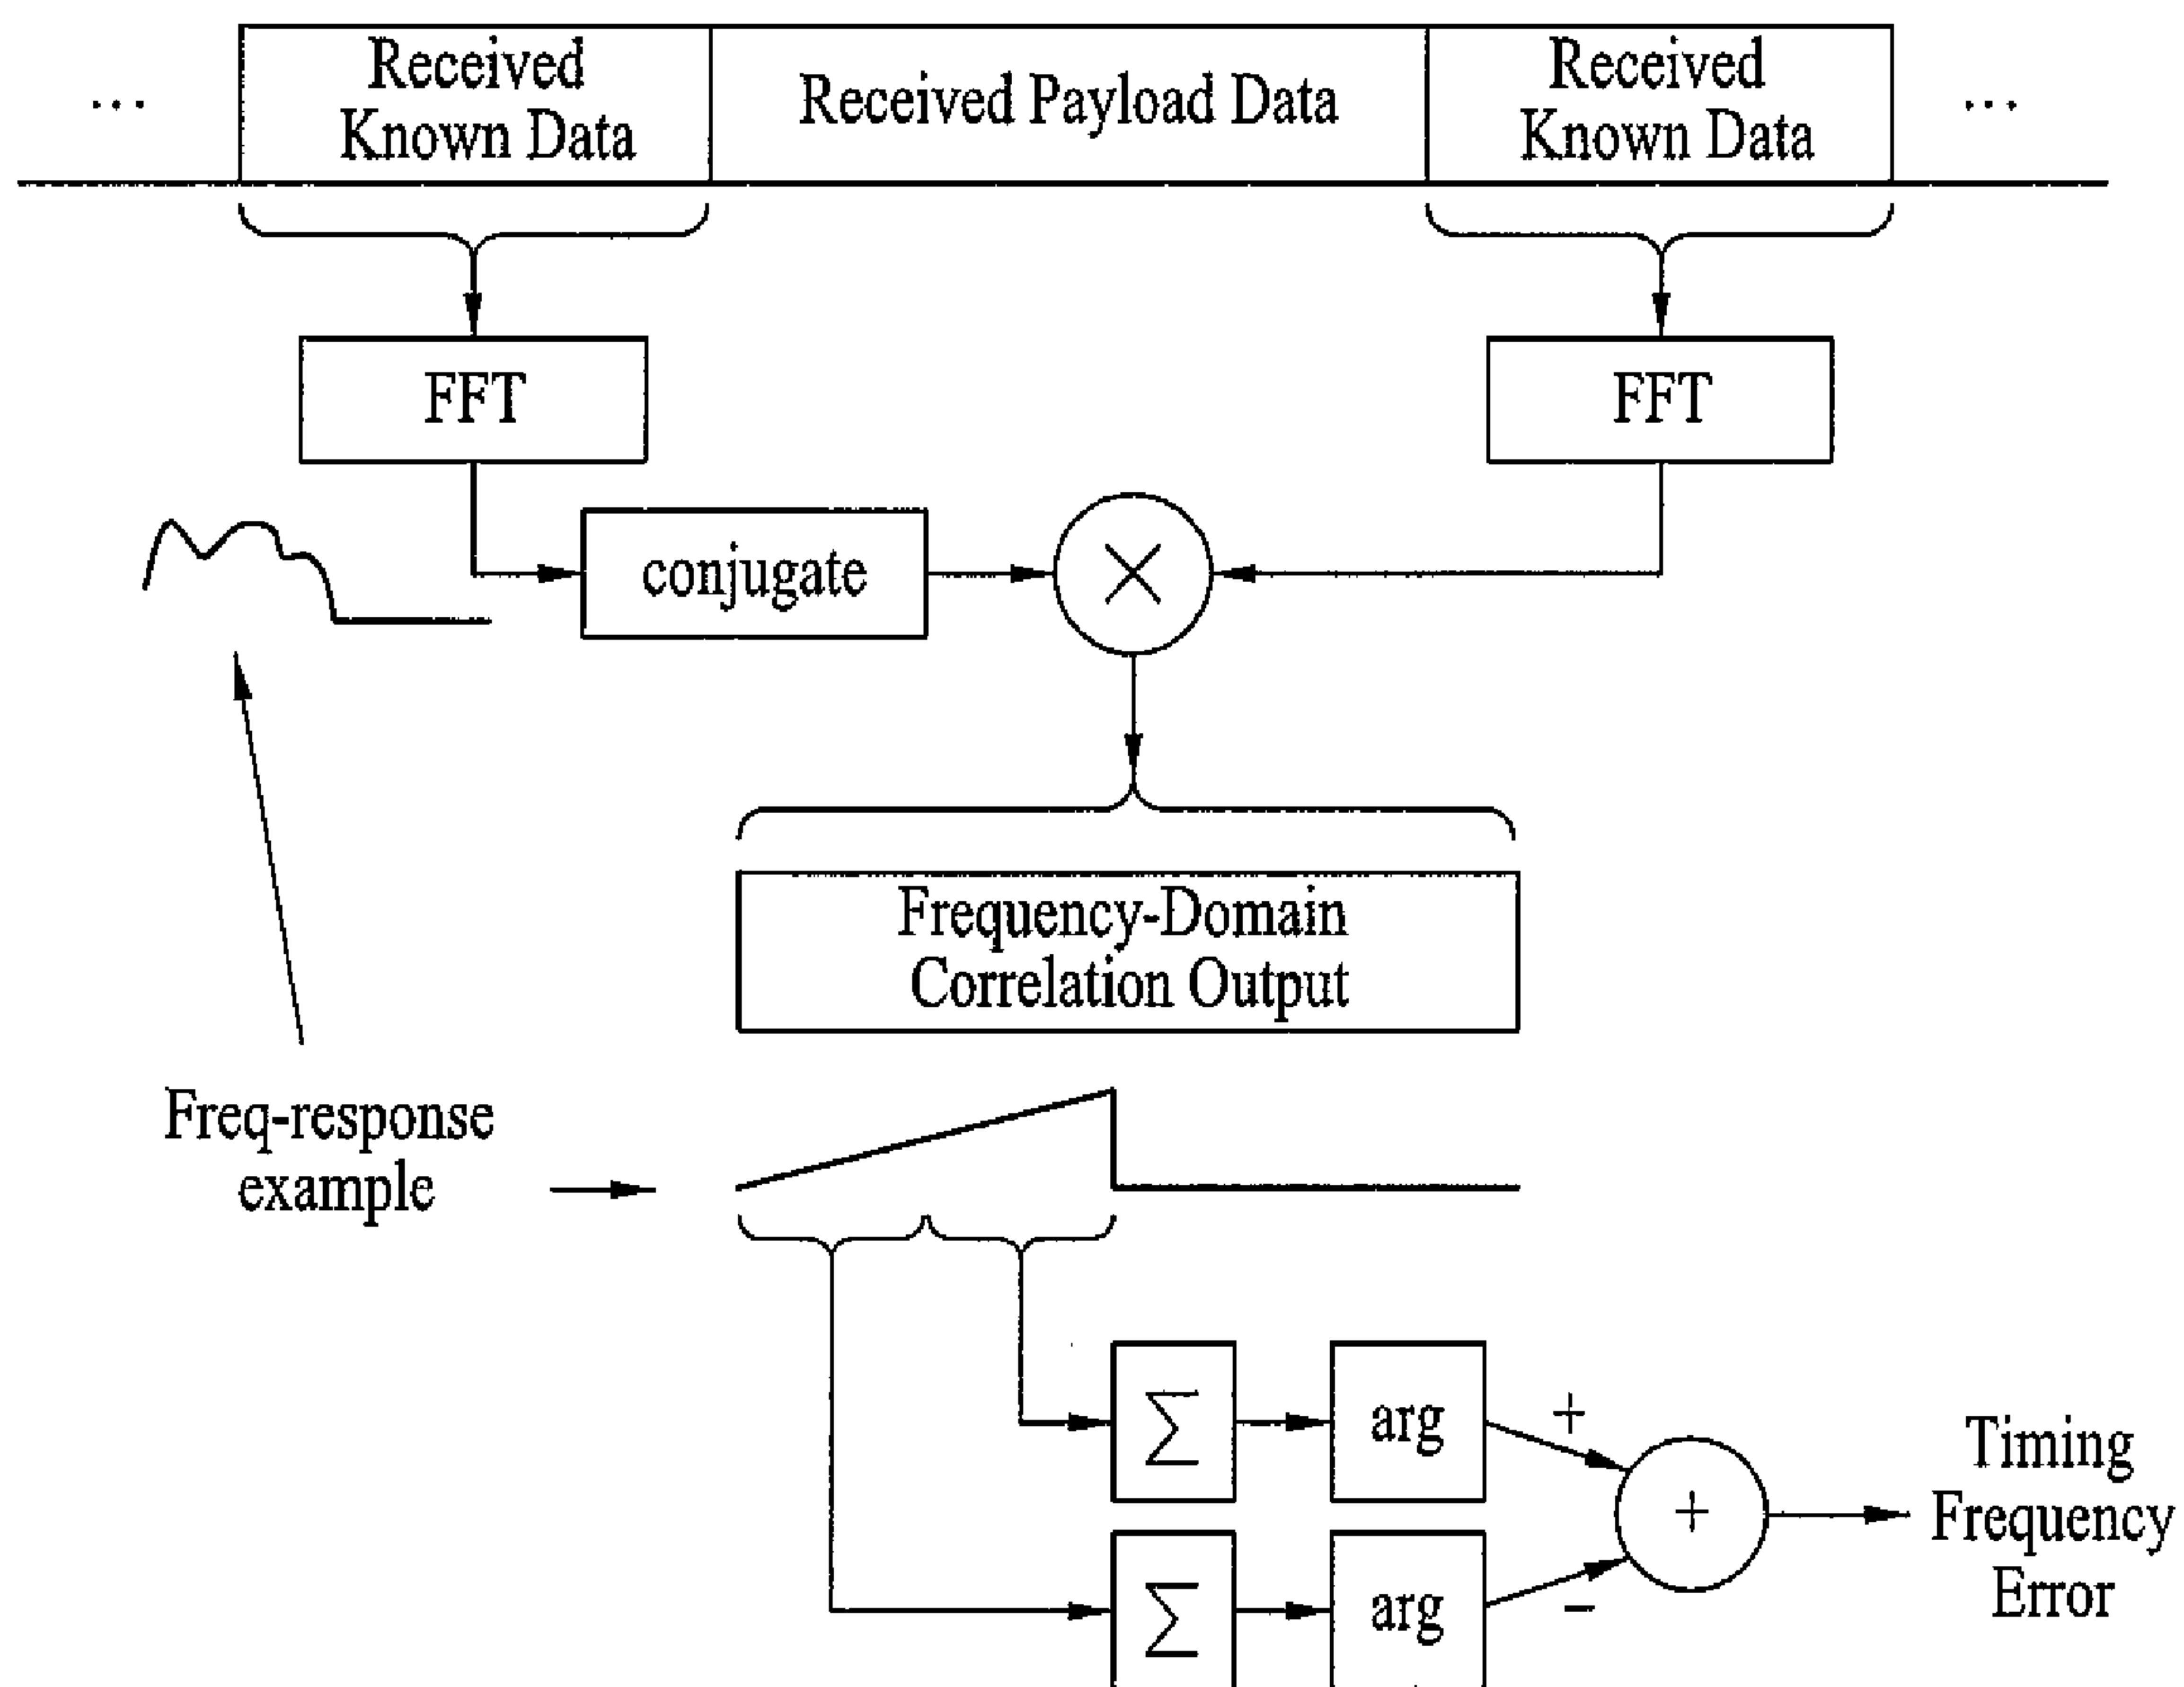 ...
Received
Known Data
Received Payload Data
Received
Known Data
...
FFT
FFT
conjugate
×
Frequency-Domain
Correlation Output
Freq-response
example
∑
arg
+
+
Timing
Frequency
Error
∑
arg
−